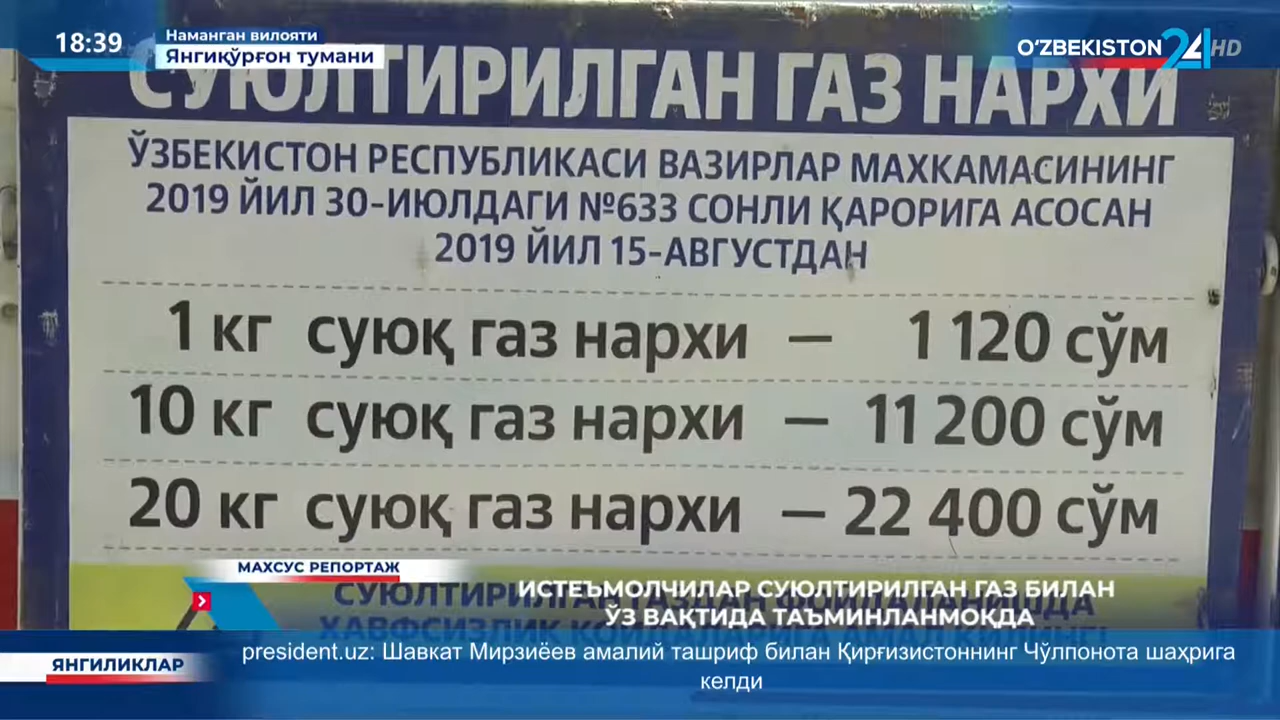 18:39
Наманган вилояти
Янгиқўрғон тумани
O‘ZBEKISTON 24 HD
СУЮЛТИРИЛГАН ГАЗ НАРХИ
ЎЗБЕКИСТОН РЕСПУБЛИКАСИ ВАЗИРЛАР МАХКАМАСИНИНГ
2019 ЙИЛ 30-ИЮЛДАГИ №633 СОНЛИ ҚАРОРИГА АСОСАН
2019 ЙИЛ 15-АВГУСТДАН
1 кг суюқ газ нархи — 1 120 сўм
10 кг суюқ газ нархи — 11 200 сўм
20 кг суюқ газ нархи — 22 400 сўм
МАХСУС РЕПОРТАЖ
СУЮЛТИРИЛГАН
ИСТЕЪМОЛЧИЛАР СУЮЛТИРИЛГАН ГАЗ БИЛАН
ЎЗ ВАҚТИДА ТАЪМИНЛАНМОҚДА
ЯНГИЛИКЛАР
president.uz: Шавкат Мирзиёев амалий ташриф билан Қирғизистоннинг Чўлпонота шаҳрига
келди